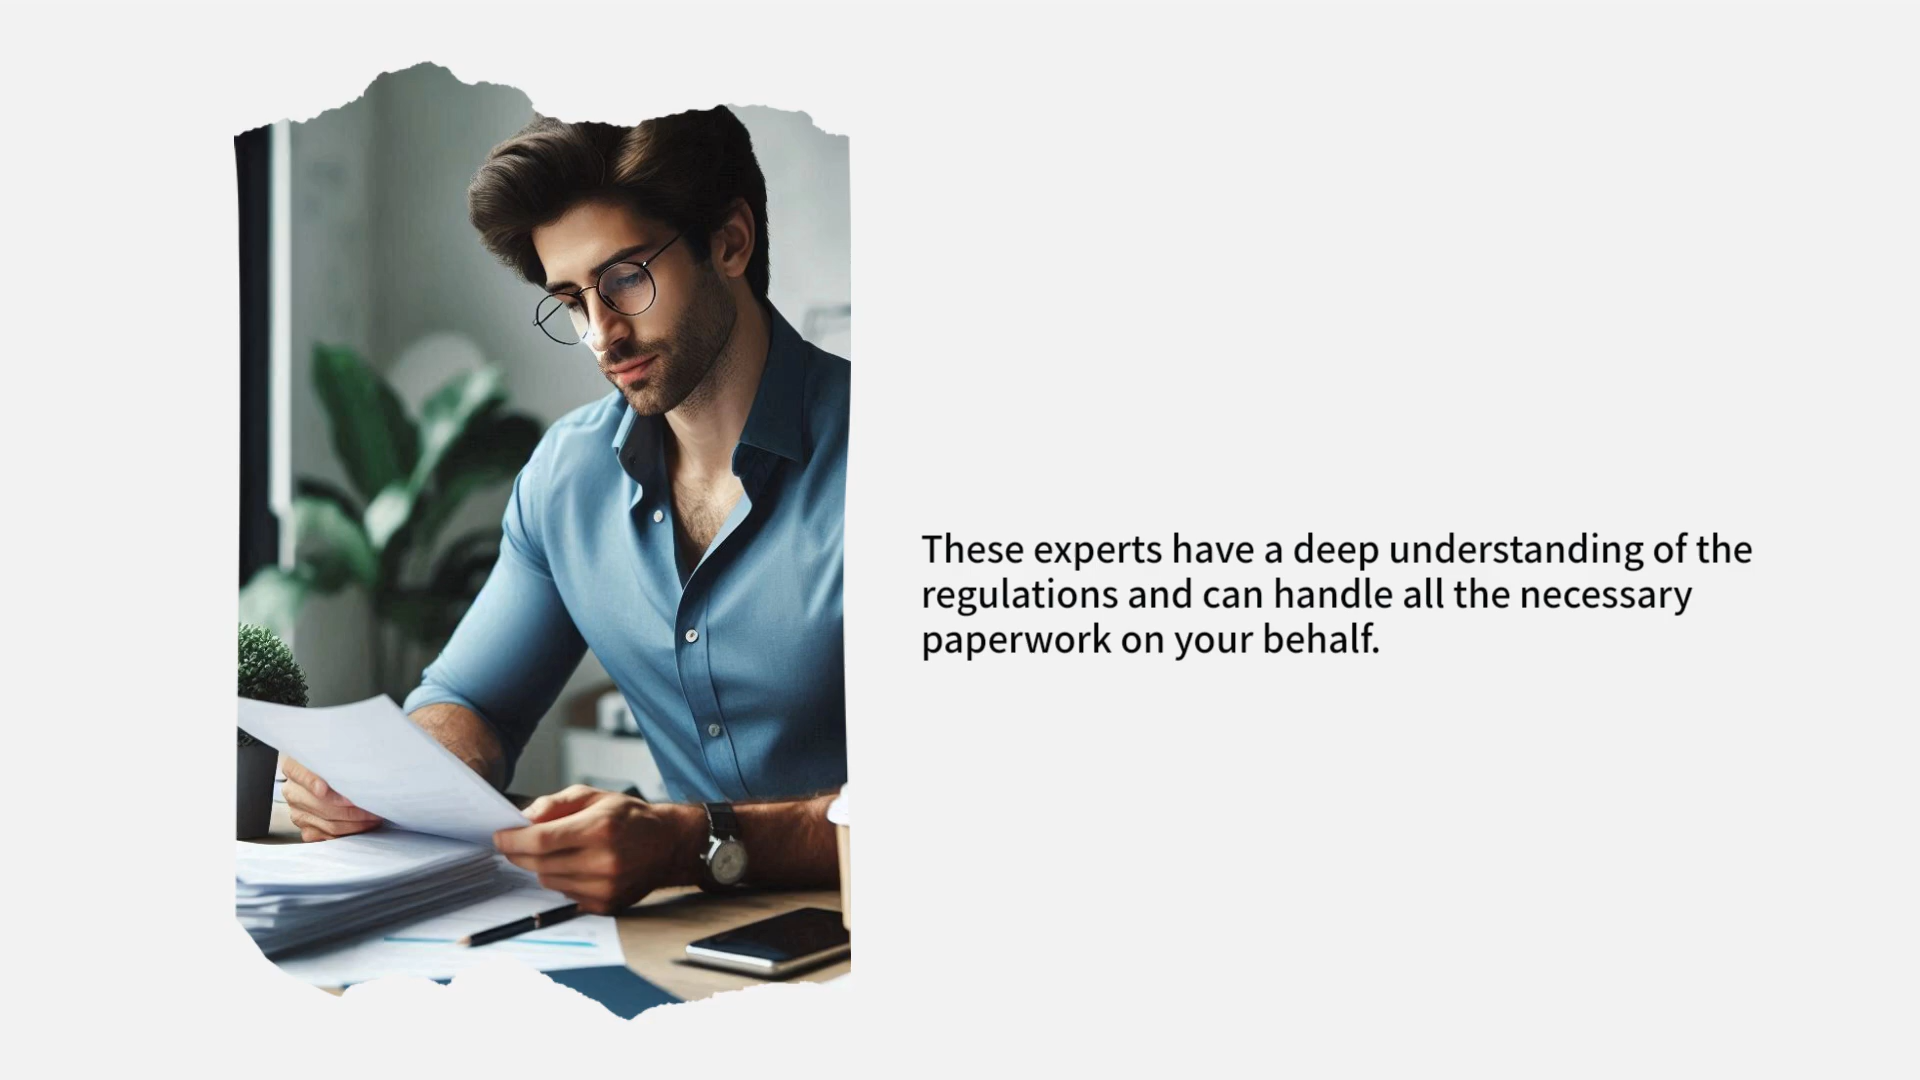 These experts have a deep understanding of the
regulations and can handle all the necessary
paperwork on your behalf.